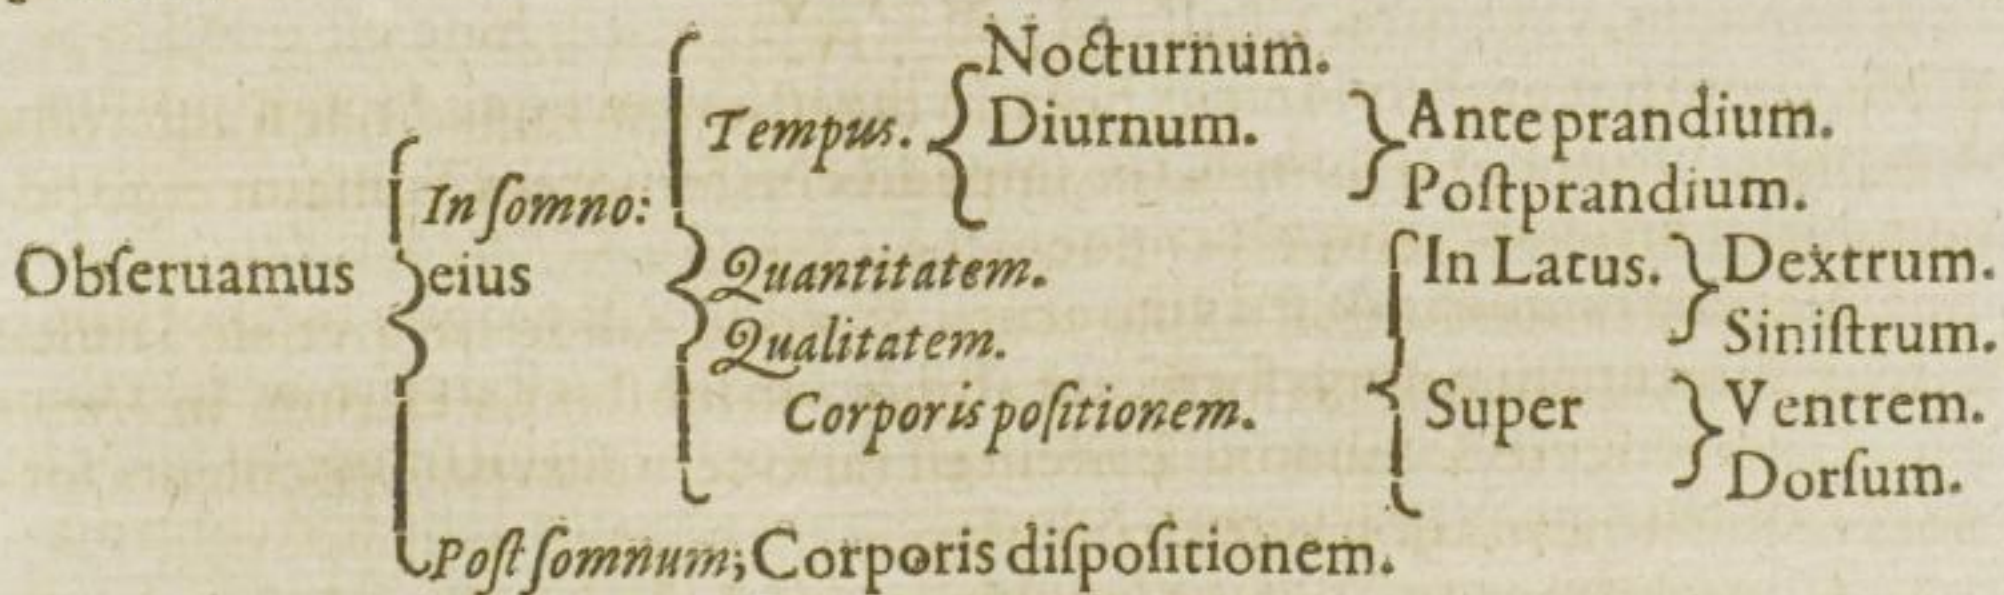 Nocturnum.
Tempus. Diurnum. Ante prandium.
In ſomno: Poſtprandium.
Obſeruamus eius Quantitatem. In Latus. Dextrum.
Qualitatem. Siniſtrum.
Corporis poſitionem. Super Ventrem.
Dorſum.
Poſt ſomnum; Corporis diſpoſitionem.